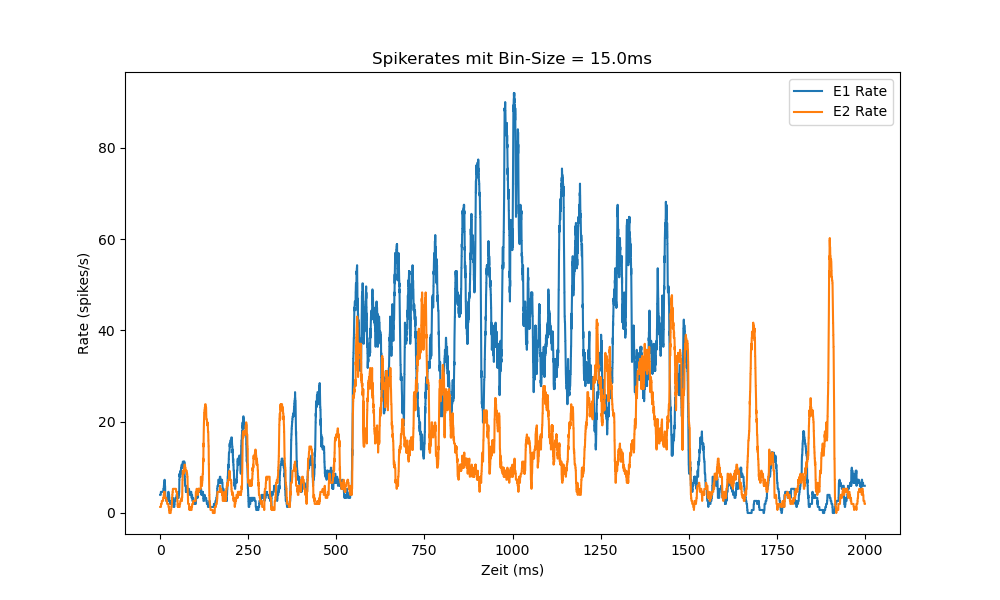 Spikerates mit Bin-Size = 15.0ms
E1 Rate
E2 Rate
Rate (spikes/s)
80
60
40
20
0
0 250 500 750 1000 1250 1500 1750 2000
Zeit (ms)